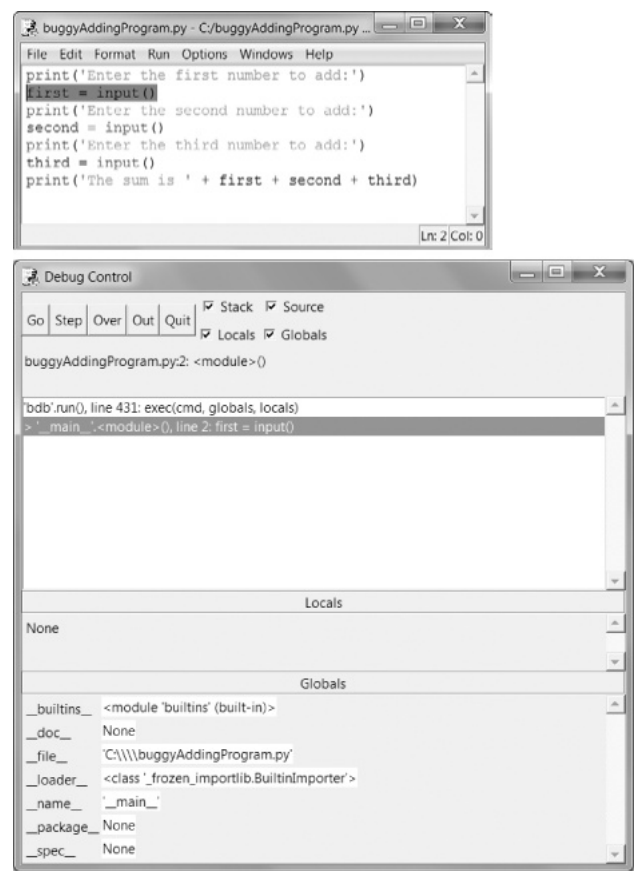 buggyAddingProgram.py - C:/buggyAddingProgram.py ...
File Edit Format Run Options Windows Help
print('Enter the first number to add:')
first = input()
print('Enter the second number to add:')
second = input()
print('Enter the third number to add:')
third = input()
print('The sum is ' + first + second + third)
Ln: 2 Col: 0
Debug Control
Go Step Over Out Quit Stack Source
Locals Globals
buggyAddingProgram.py:2: <module>()
'bdb'.run(), line 431: exec(cmd, globals, locals)
> '__main__'.<module>(), line 2: first = input()
Locals
None
Globals
__builtins__ <module 'builtins' (built-in)>
__doc__ None
__file__ 'C:\\\\buggyAddingProgram.py'
__loader__ <class '_frozen_importlib.BuiltinImporter'>
__name__ '__main__'
__package__ None
__spec__ None